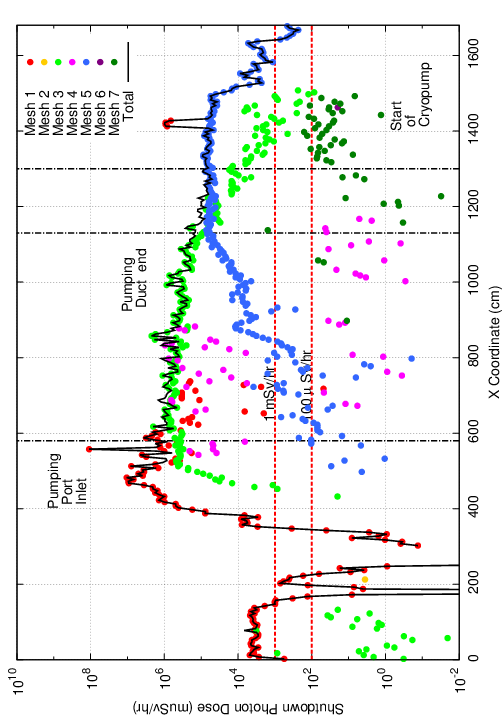 Shutdown Photon Dose (muSv/hr)
10^10
10^8
10^6
10^4
10^2
10^0
10^-2
0
200
400
600
800
1000
1200
1400
1600
X Coordinate (cm)
Pumping
Port
Inlet
Pumping
Duct end
Start
of
Cryopump
1 mSv/hr
100 μ Sv/hr
Mesh 1
Mesh 2
Mesh 3
Mesh 4
Mesh 5
Mesh 6
Mesh 7
Total